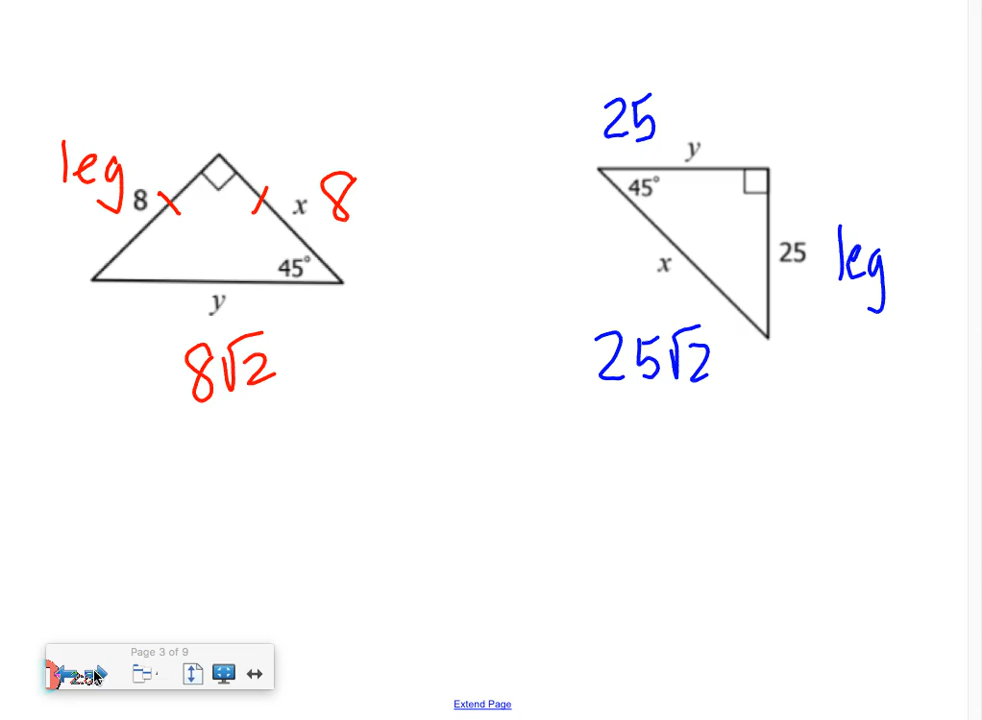 leg
8
x
8
45°
y
8√2
25
y
45°
x
25
leg
25√2
Page 3 of 9
Extend Page